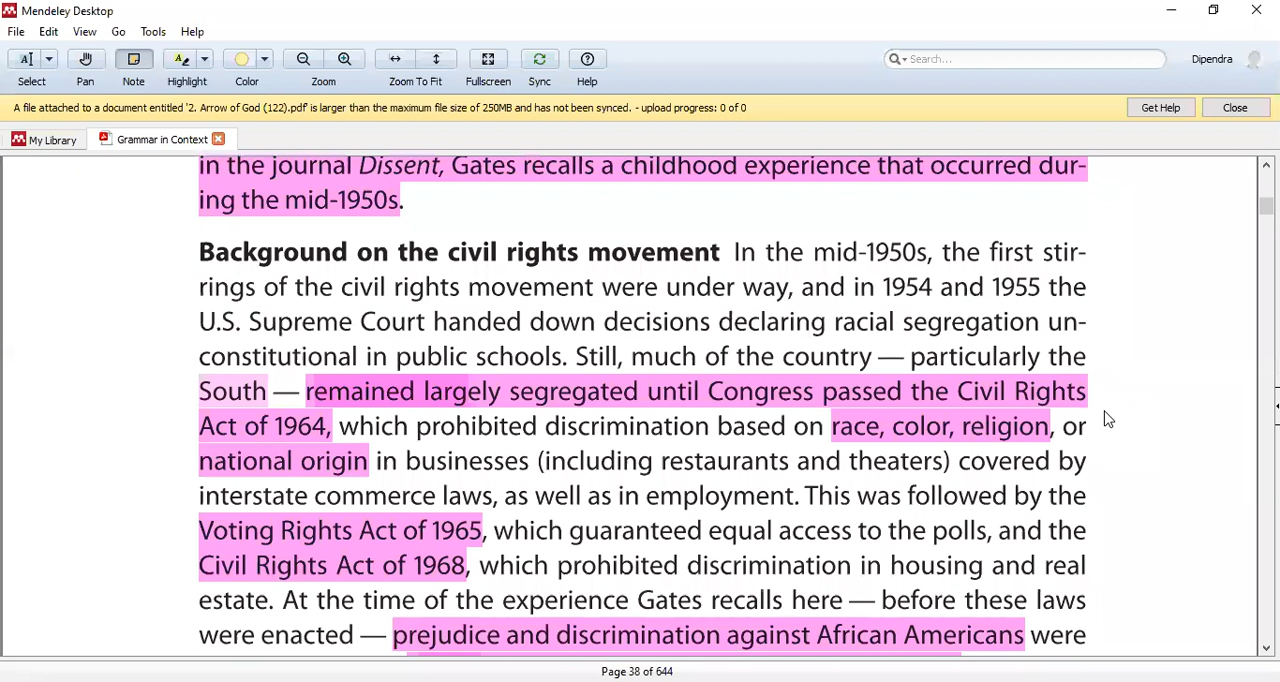 Mendeley Desktop
File Edit View Go Tools Help
Select Pan Note Highlight Color Zoom Zoom To Fit Fullscreen Sync Help
Search... Dipendra
A file attached to a document entitled '2. Arrow of God (122).pdf' is larger than the maximum file size of 250MB and has not been synced. - upload progress: 0 of 0 Get Help Close
My Library Grammar in Context
in the journal Dissent, Gates recalls a childhood experience that occurred dur-
ing the mid-1950s.
Background on the civil rights movement In the mid-1950s, the first stir-
rings of the civil rights movement were under way, and in 1954 and 1955 the
U.S. Supreme Court handed down decisions declaring racial segregation un-
constitutional in public schools. Still, much of the country — particularly the
South — remained largely segregated until Congress passed the Civil Rights
Act of 1964, which prohibited discrimination based on race, color, religion, or
national origin in businesses (including restaurants and theaters) covered by
interstate commerce laws, as well as in employment. This was followed by the
Voting Rights Act of 1965, which guaranteed equal access to the polls, and the
Civil Rights Act of 1968, which prohibited discrimination in housing and real
estate. At the time of the experience Gates recalls here — before these laws
were enacted — prejudice and discrimination against African Americans were
Page 38 of 644